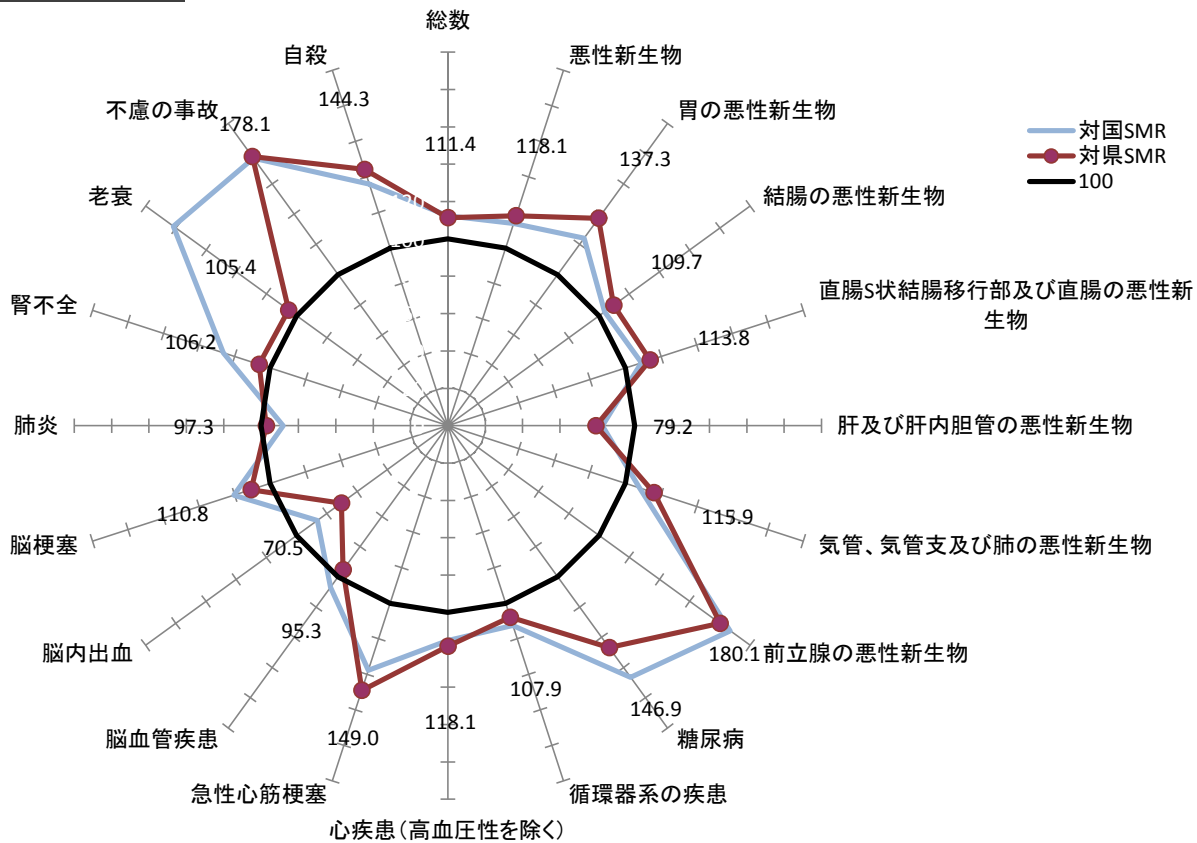 総数
悪性新生物
胃の悪性新生物
結腸の悪性新生物
直腸S状結腸移行部及び直腸の悪性新
生物
肝及び肝内胆管の悪性新生物
気管、気管支及び肺の悪性新生物
前立腺の悪性新生物
糖尿病
循環器系の疾患
心疾患(高血圧性を除く)
急性心筋梗塞
脳血管疾患
脳内出血
脳梗塞
肺炎
腎不全
老衰
不慮の事故
自殺
111.4
118.1
137.3
109.7
113.8
79.2
115.9
180.1
146.9
107.9
118.1
149.0
95.3
70.5
110.8
97.3
106.2
105.4
178.1
144.3
対国SMR
対県SMR
100